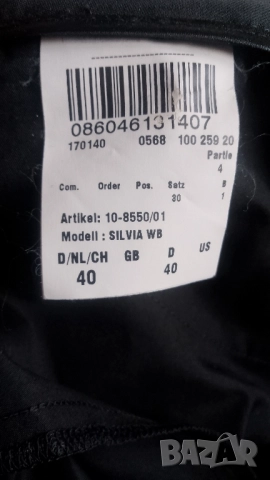 086046131407
170140 0568 100 259 20
Partie
4
Com. Order Pos. Satz S
30 1
Artikel: 10-8550/01
Modell : SILVIA WB
D/NL/CH GB D US
40 40
BAZAR